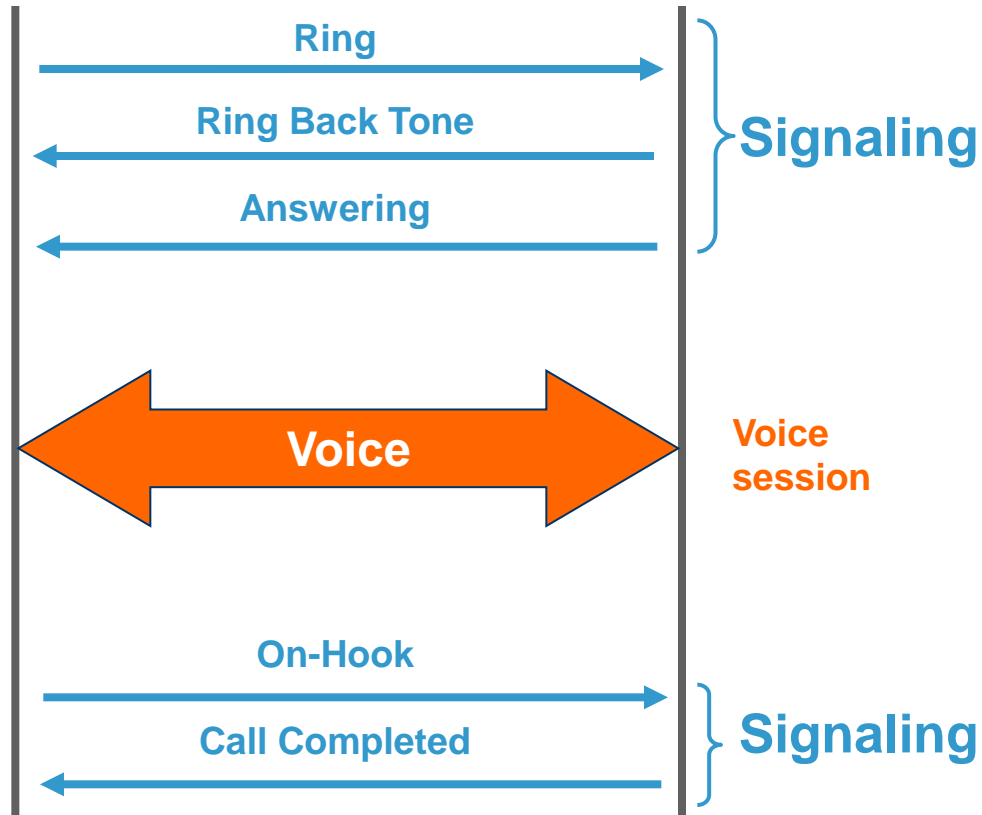 Ring
Ring Back Tone
Signaling
Answering
Voice
Voice
session
On-Hook
Call Completed
Signaling